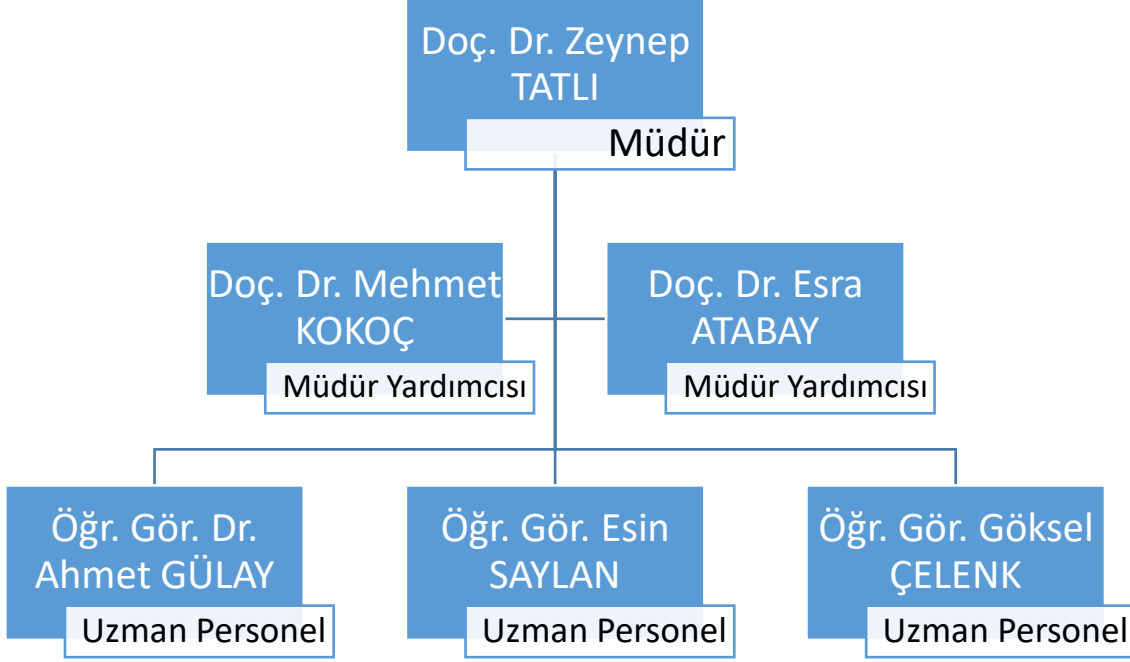 Doç. Dr. Zeynep
TATLI
Müdür
Doç. Dr. Mehmet
KOKOÇ
Müdür Yardımcısı
Doç. Dr. Esra
ATABAY
Müdür Yardımcısı
Öğr. Gör. Dr.
Ahmet GÜLAY
Uzman Personel
Öğr. Gör. Esin
SAYLAN
Uzman Personel
Öğr. Gör. Göksel
ÇELENK
Uzman Personel